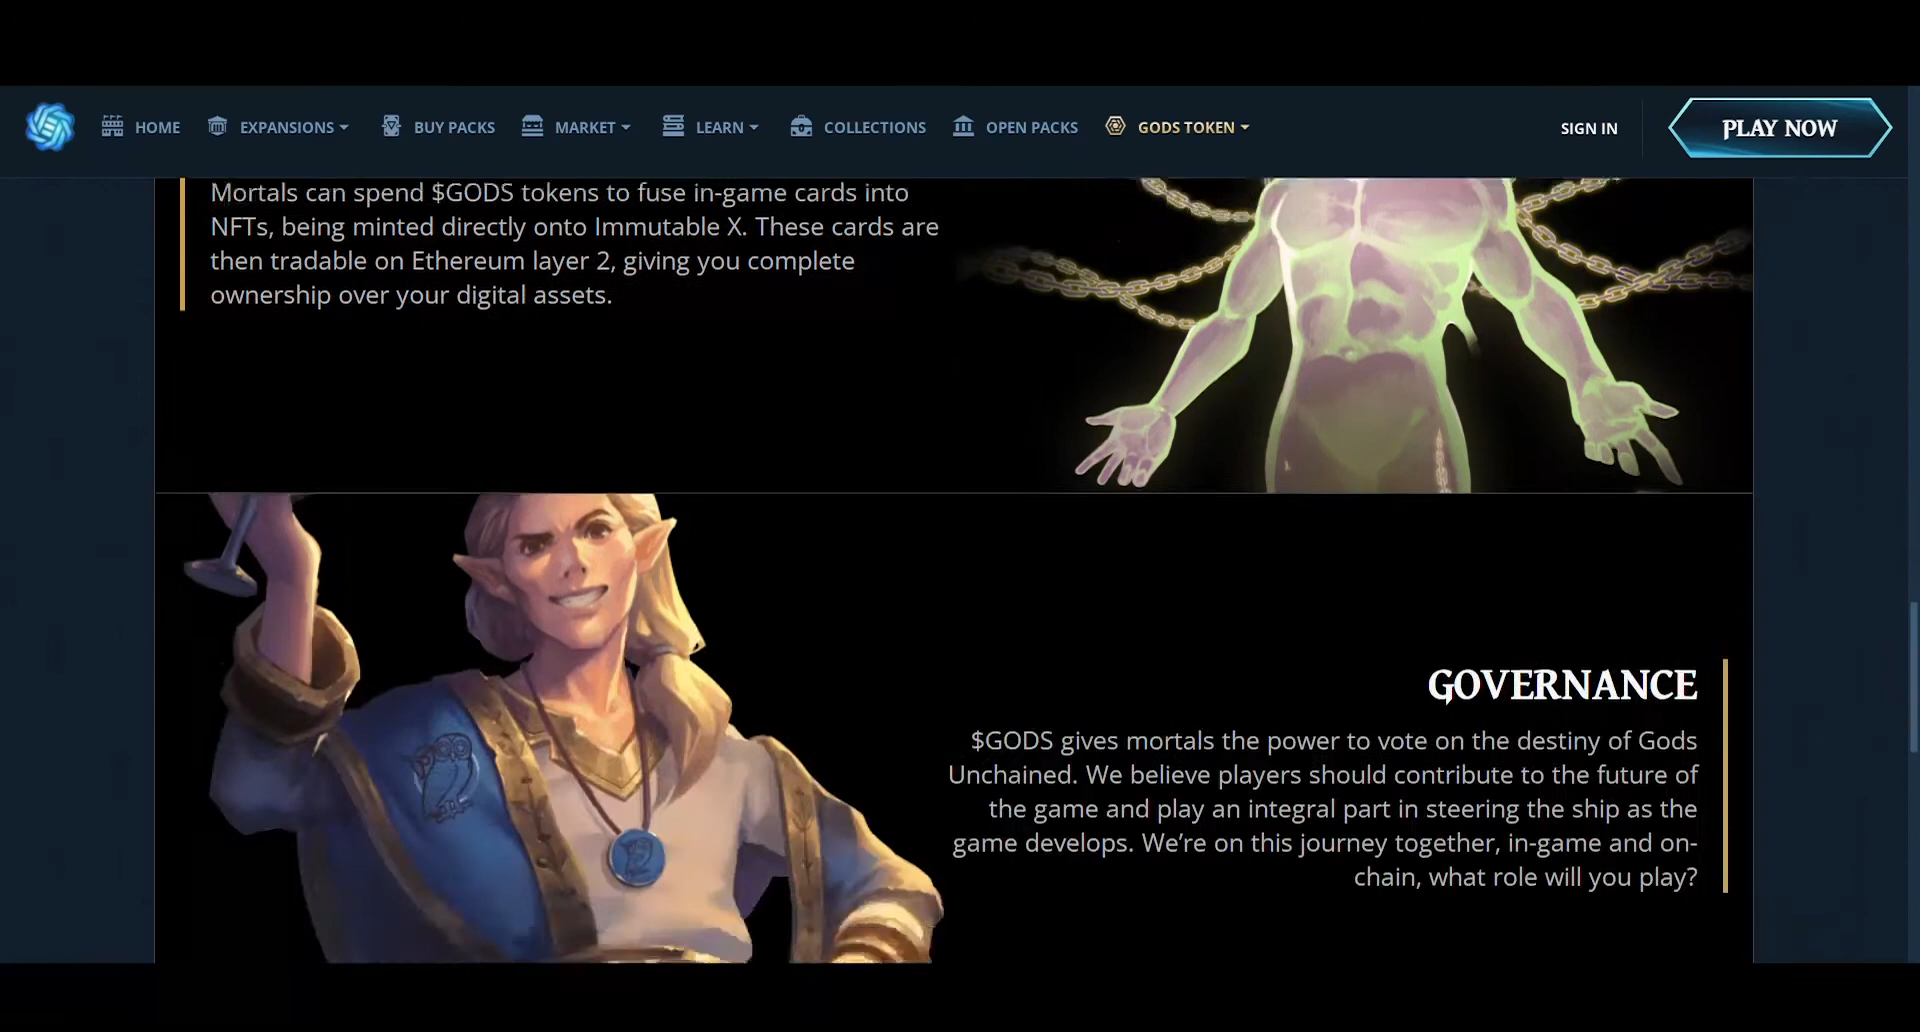 HOME EXPANSIONS BUY PACKS MARKET LEARN COLLECTIONS OPEN PACKS GODS TOKEN SIGN IN PLAY NOW
Mortals can spend $GODS tokens to fuse in-game cards into
NFTs, being minted directly onto Immutable X. These cards are
then tradable on Ethereum layer 2, giving you complete
ownership over your digital assets.
GOVERNANCE
$GODS gives mortals the power to vote on the destiny of Gods
Unchained. We believe players should contribute to the future of
the game and play an integral part in steering the ship as the
game develops. We’re on this journey together, in-game and on-
chain, what role will you play?